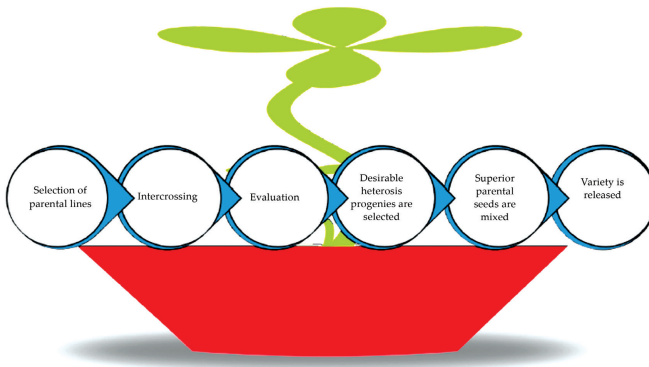 Selection of
parental lines
Intercrossing
Evaluation
Desirable
heterosis
progenies are
selected
Superior
parental
seeds are
mixed
Variety is
released